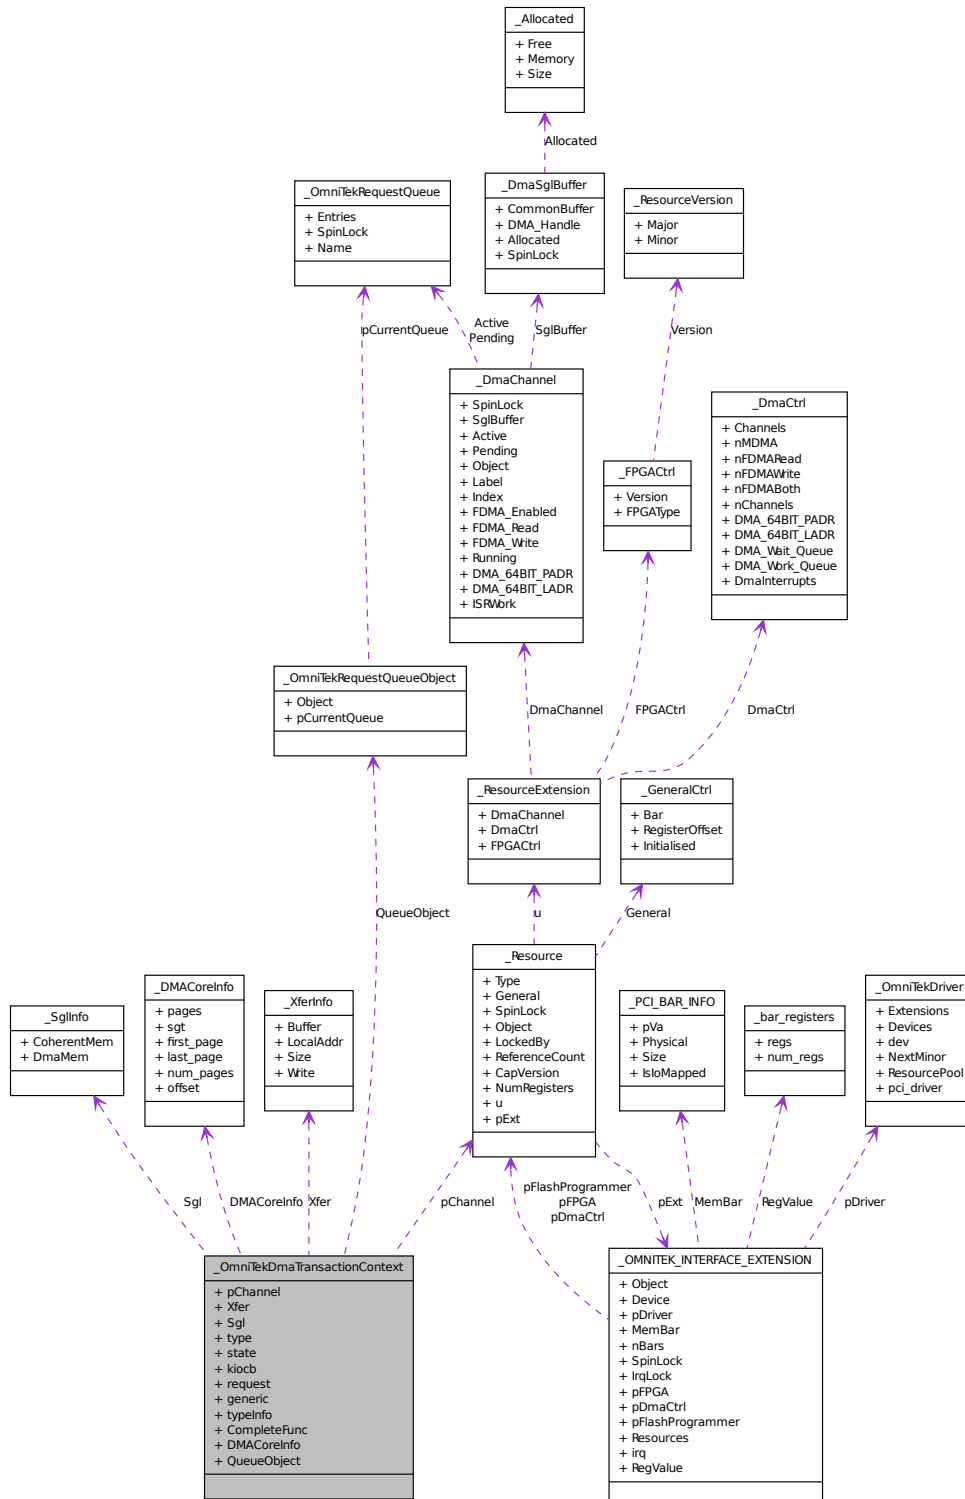 _Allocated
+ Free
+ Memory
+ Size
Allocated
_OmniTekRequestQueue
+ Entries
+ SpinLock
+ Name
_DmaSglBuffer
+ CommonBuffer
+ DMA_Handle
+ Allocated
+ SpinLock
_ResourceVersion
+ Major
+ Minor
pCurrentQueue
Active
Pending
SglBuffer
Version
_DmaChannel
+ SpinLock
+ SglBuffer
+ Active
+ Pending
+ Object
+ Label
+ Index
+ FDMA_Enabled
+ FDMA_Read
+ FDMA_Write
+ Running
+ DMA_64BIT_PADR
+ DMA_64BIT_LADR
+ ISRWork
_FPGACtrl
+ Version
+ FPGAType
_DmaCtrl
+ Channels
+ nMDMA
+ nFDMARead
+ nFDMAWrite
+ nFDMABoth
+ nChannels
+ DMA_64BIT_PADR
+ DMA_64BIT_LADR
+ DMA_Wait_Queue
+ DMA_Work_Queue
+ DmaInterrupts
_OmniTekRequestQueueObject
+ Object
+ pCurrentQueue
DmaChannel
FPGACtrl
DmaCtrl
_ResourceExtension
+ DmaChannel
+ DmaCtrl
+ FPGACtrl
_GeneralCtrl
+ Bar
+ RegisterOffset
+ Initialised
QueueObject
u
General
_SglInfo
+ CoherentMem
+ DmaMem
_DMACoreInfo
+ pages
+ sgt
+ first_page
+ last_page
+ num_pages
+ offset
_XferInfo
+ Buffer
+ LocalAddr
+ Size
+ Write
_Resource
+ Type
+ General
+ SpinLock
+ Object
+ LockedBy
+ ReferenceCount
+ CapVersion
+ NumRegisters
+ u
+ pExt
_PCI_BAR_INFO
+ pVa
+ Physical
+ Size
+ IsIoMapped
_bar_registers
+ regs
+ num_regs
_OmniTekDriver
+ Extensions
+ Devices
+ dev
+ NextMinor
+ ResourcePool
+ pci_driver
Sgl
DMACoreInfo
Xfer
pChannel
pFlashProgrammer
pFPGA
pDmaCtrl
pExt
MemBar
RegValue
pDriver
_OmniTekDmaTransactionContext
+ pChannel
+ Xfer
+ Sgl
+ type
+ state
+ kiocb
+ request
+ generic
+ typeInfo
+ CompleteFunc
+ DMACoreInfo
+ QueueObject
_OMNITEK_INTERFACE_EXTENSION
+ Object
+ Device
+ pDriver
+ MemBar
+ nBars
+ SpinLock
+ IrqLock
+ pFPGA
+ pDmaCtrl
+ pFlashProgrammer
+ Resources
+ irq
+ RegValue